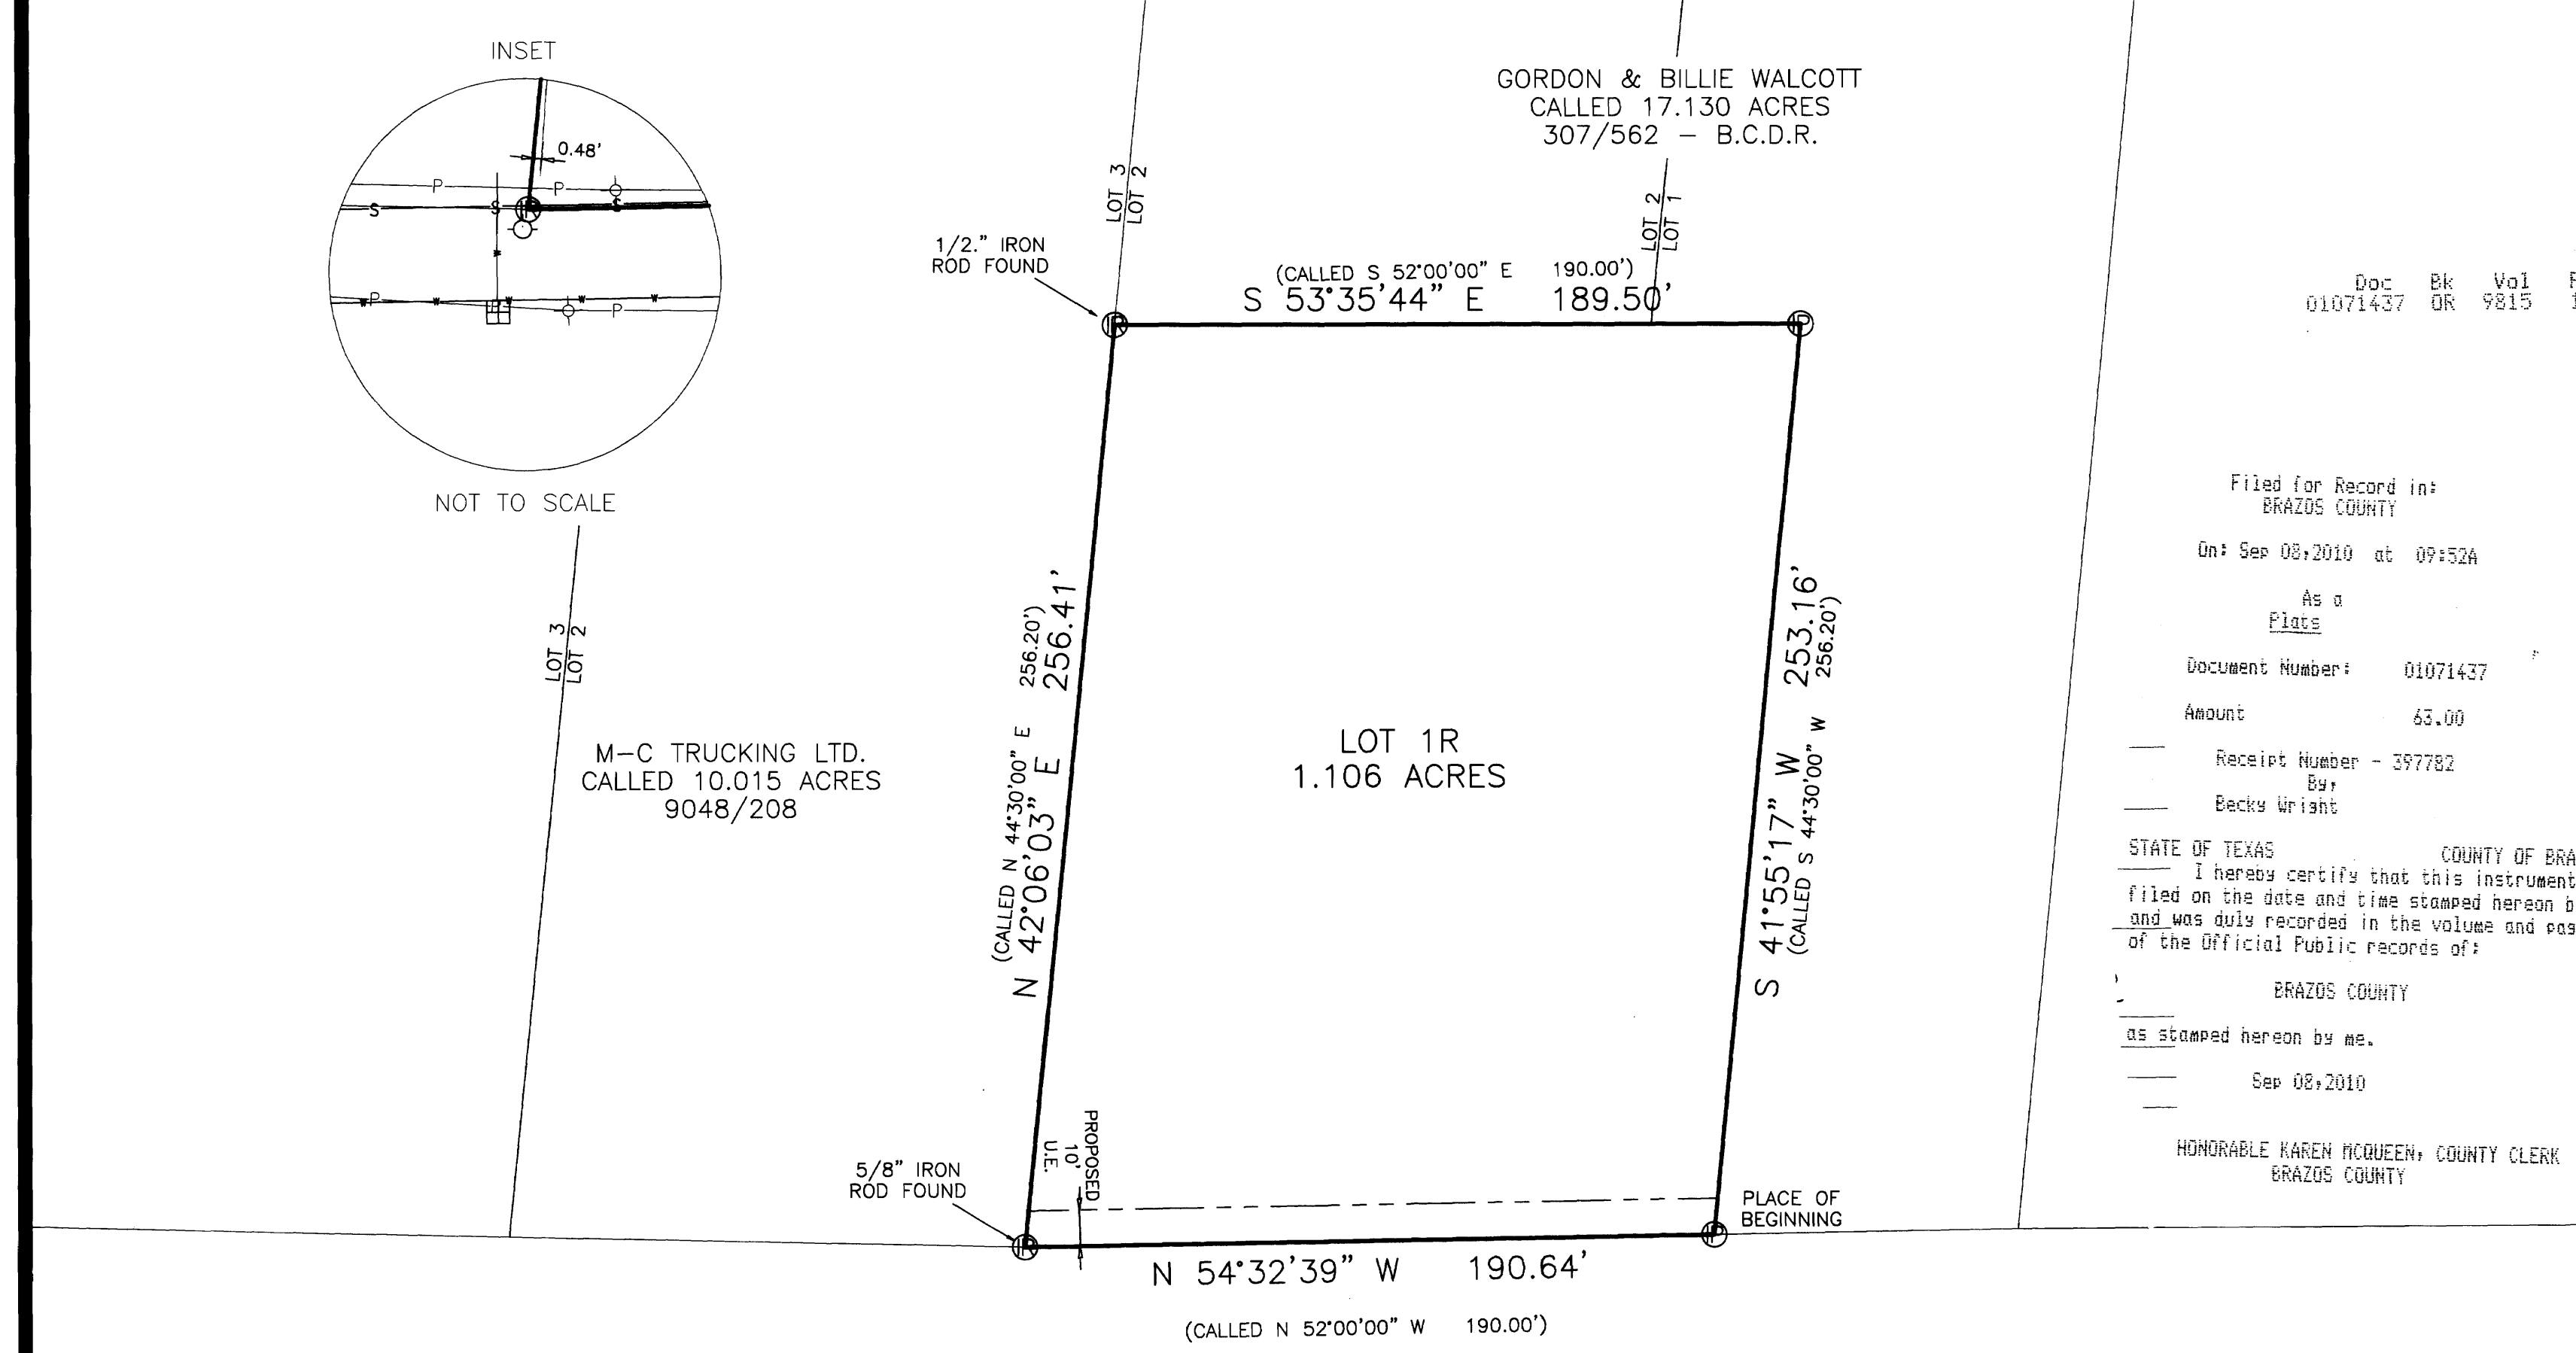 INSET
0.48'
P
P
S
S
S
IR
P
P
NOT TO SCALE
LOT 3
LOT 2
M-C TRUCKING LTD.
CALLED 10.015 ACRES
9048/208
GORDON & BILLIE WALCOTT
CALLED 17.130 ACRES
307/562 - B.C.D.R.
LOT 3
LOT 2
LOT 2
LOT 1
1/2." IRON
ROD FOUND
(CALLED S 52°00'00" E 190.00')
S 53°35'44" E 189.50'
IR
IP
(CALLED N 44°30'00" E 256.20')
N 42°06'03" E 256.41'
LOT 1R
1.106 ACRES
S 41°55'17" W 253.16'
(CALLED S 44°30'00" W 256.20')
PROPOSED
10'
U.E.
5/8" IRON
ROD FOUND
IR
IP
PLACE OF
BEGINNING
N 54°32'39" W 190.64'
(CALLED N 52°00'00" W 190.00')
Doc Bk Vol
01071437 OR 9815
Filed for Record in:
BRAZOS COUNTY
On: Sep 08,2010 at 09:52A
As a
Plats
Document Number: 01071437
Amount 63.00
Receipt Number - 397782
By,
Becky Wright
STATE OF TEXAS COUNTY OF BRA
I hereby certify that this instrument
filed on the date and time stamped hereon b
and was duly recorded in the volume and pag
of the Official Public records of:
BRAZOS COUNTY
as stamped hereon by me.
Sep 08,2010
HONORABLE KAREN MCQUEEN, COUNTY CLERK
BRAZOS COUNTY